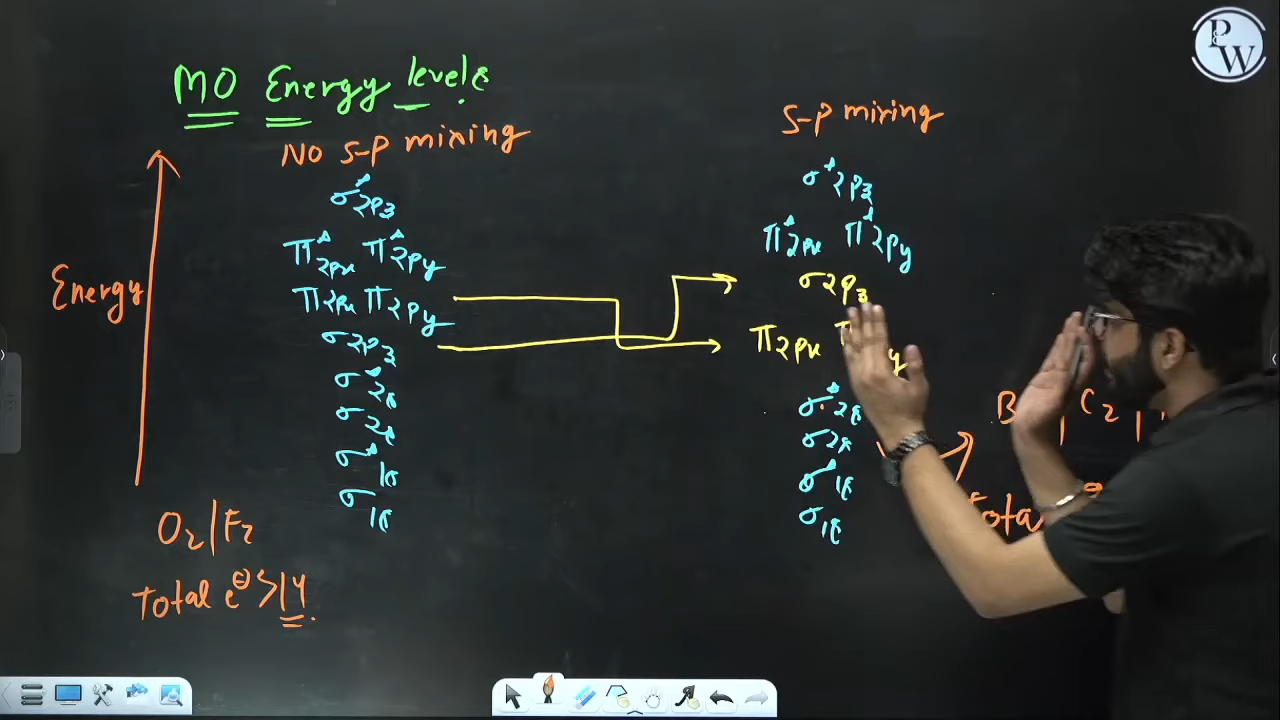 PW
MO Energy levels
No S-P mixing
σ*2pz
π*2px π*2py
π2px π2py
σ2pz
σ*2s
σ2s
σ*1s
σ1s
Energy
O2/F2
Total e⊖ >14.
S-P mixing
σ*2pz
π*2px π*2py
σ2pz
π2px
σ*2s
σ2s
σ*1s
σ1s
C2